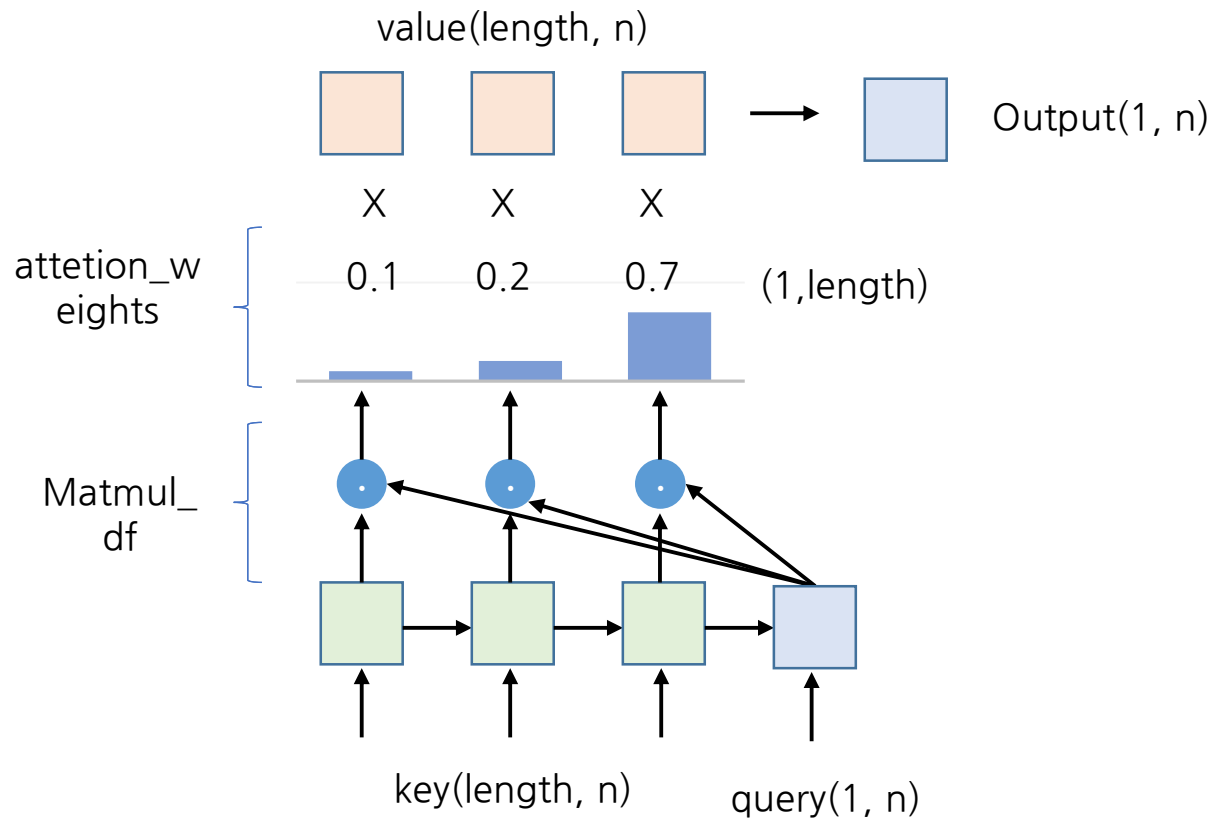 value(length, n)
Output(1, n)
X X X
attetion_w
eights
0.1 0.2 0.7
(1,length)
Matmul_
df
. . .
key(length, n)
query(1, n)